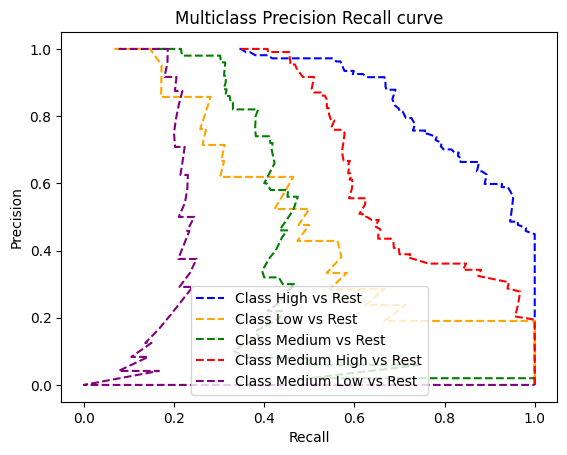 Multiclass Precision Recall curve
Precision
1.0
0.8
0.6
0.4
0.2
0.0
Class High vs Rest
Class Low vs Rest
Class Medium vs Rest
Class Medium High vs Rest
Class Medium Low vs Rest
0.0 0.2 0.4 0.6 0.8 1.0
Recall